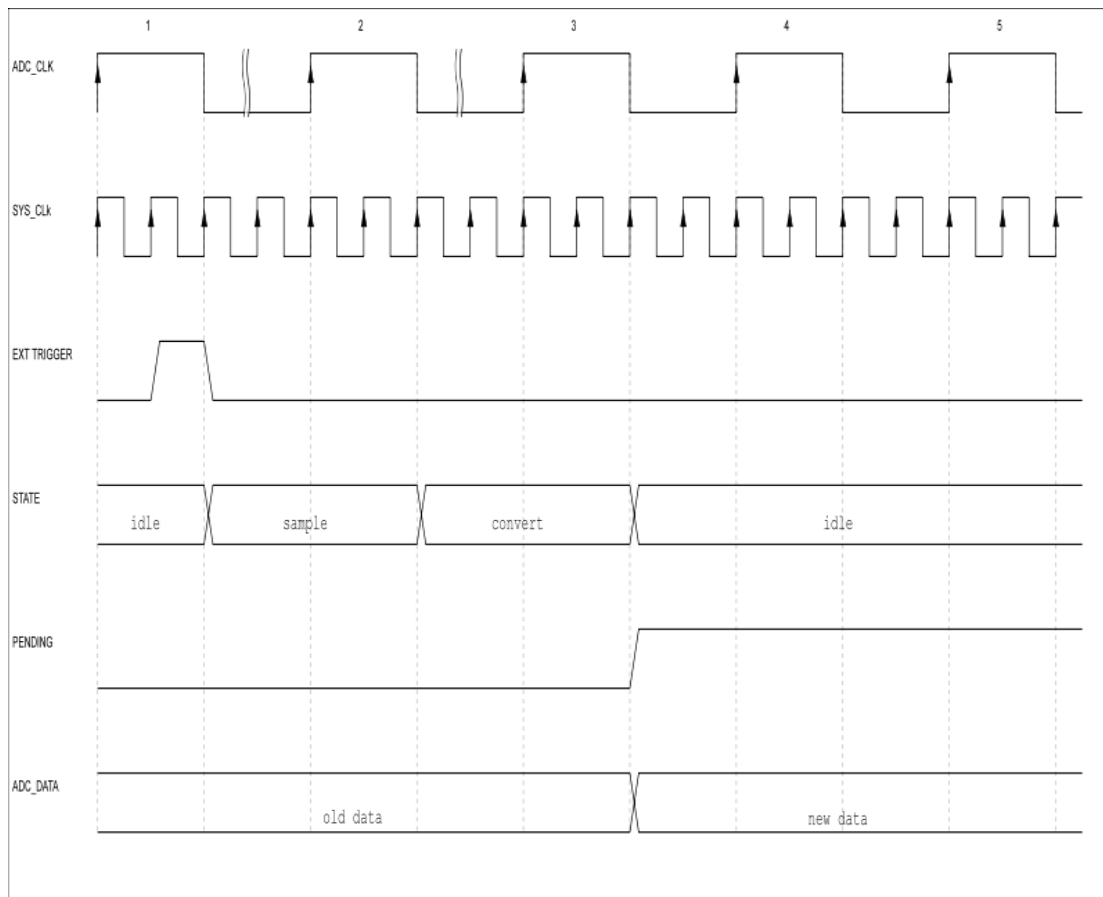 1 2 3 4 5
ADC_CLK
SYS_CLk
EXT TRIGGER
STATE
idle sample convert idle
PENDING
ADC_DATA
old data new data